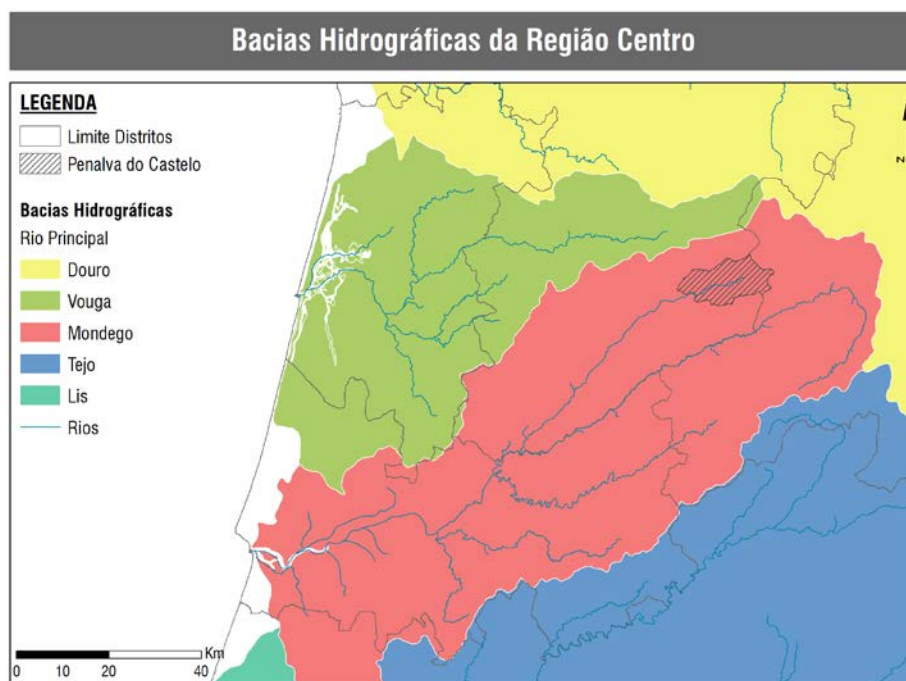 Bacias Hidrográficas da Região Centro
LEGENDA
Limite Distritos
Penalva do Castelo
Bacias Hidrográficas
Rio Principal
Douro
Vouga
Mondego
Tejo
Lis
Rios
N
Km
0 10 20 40